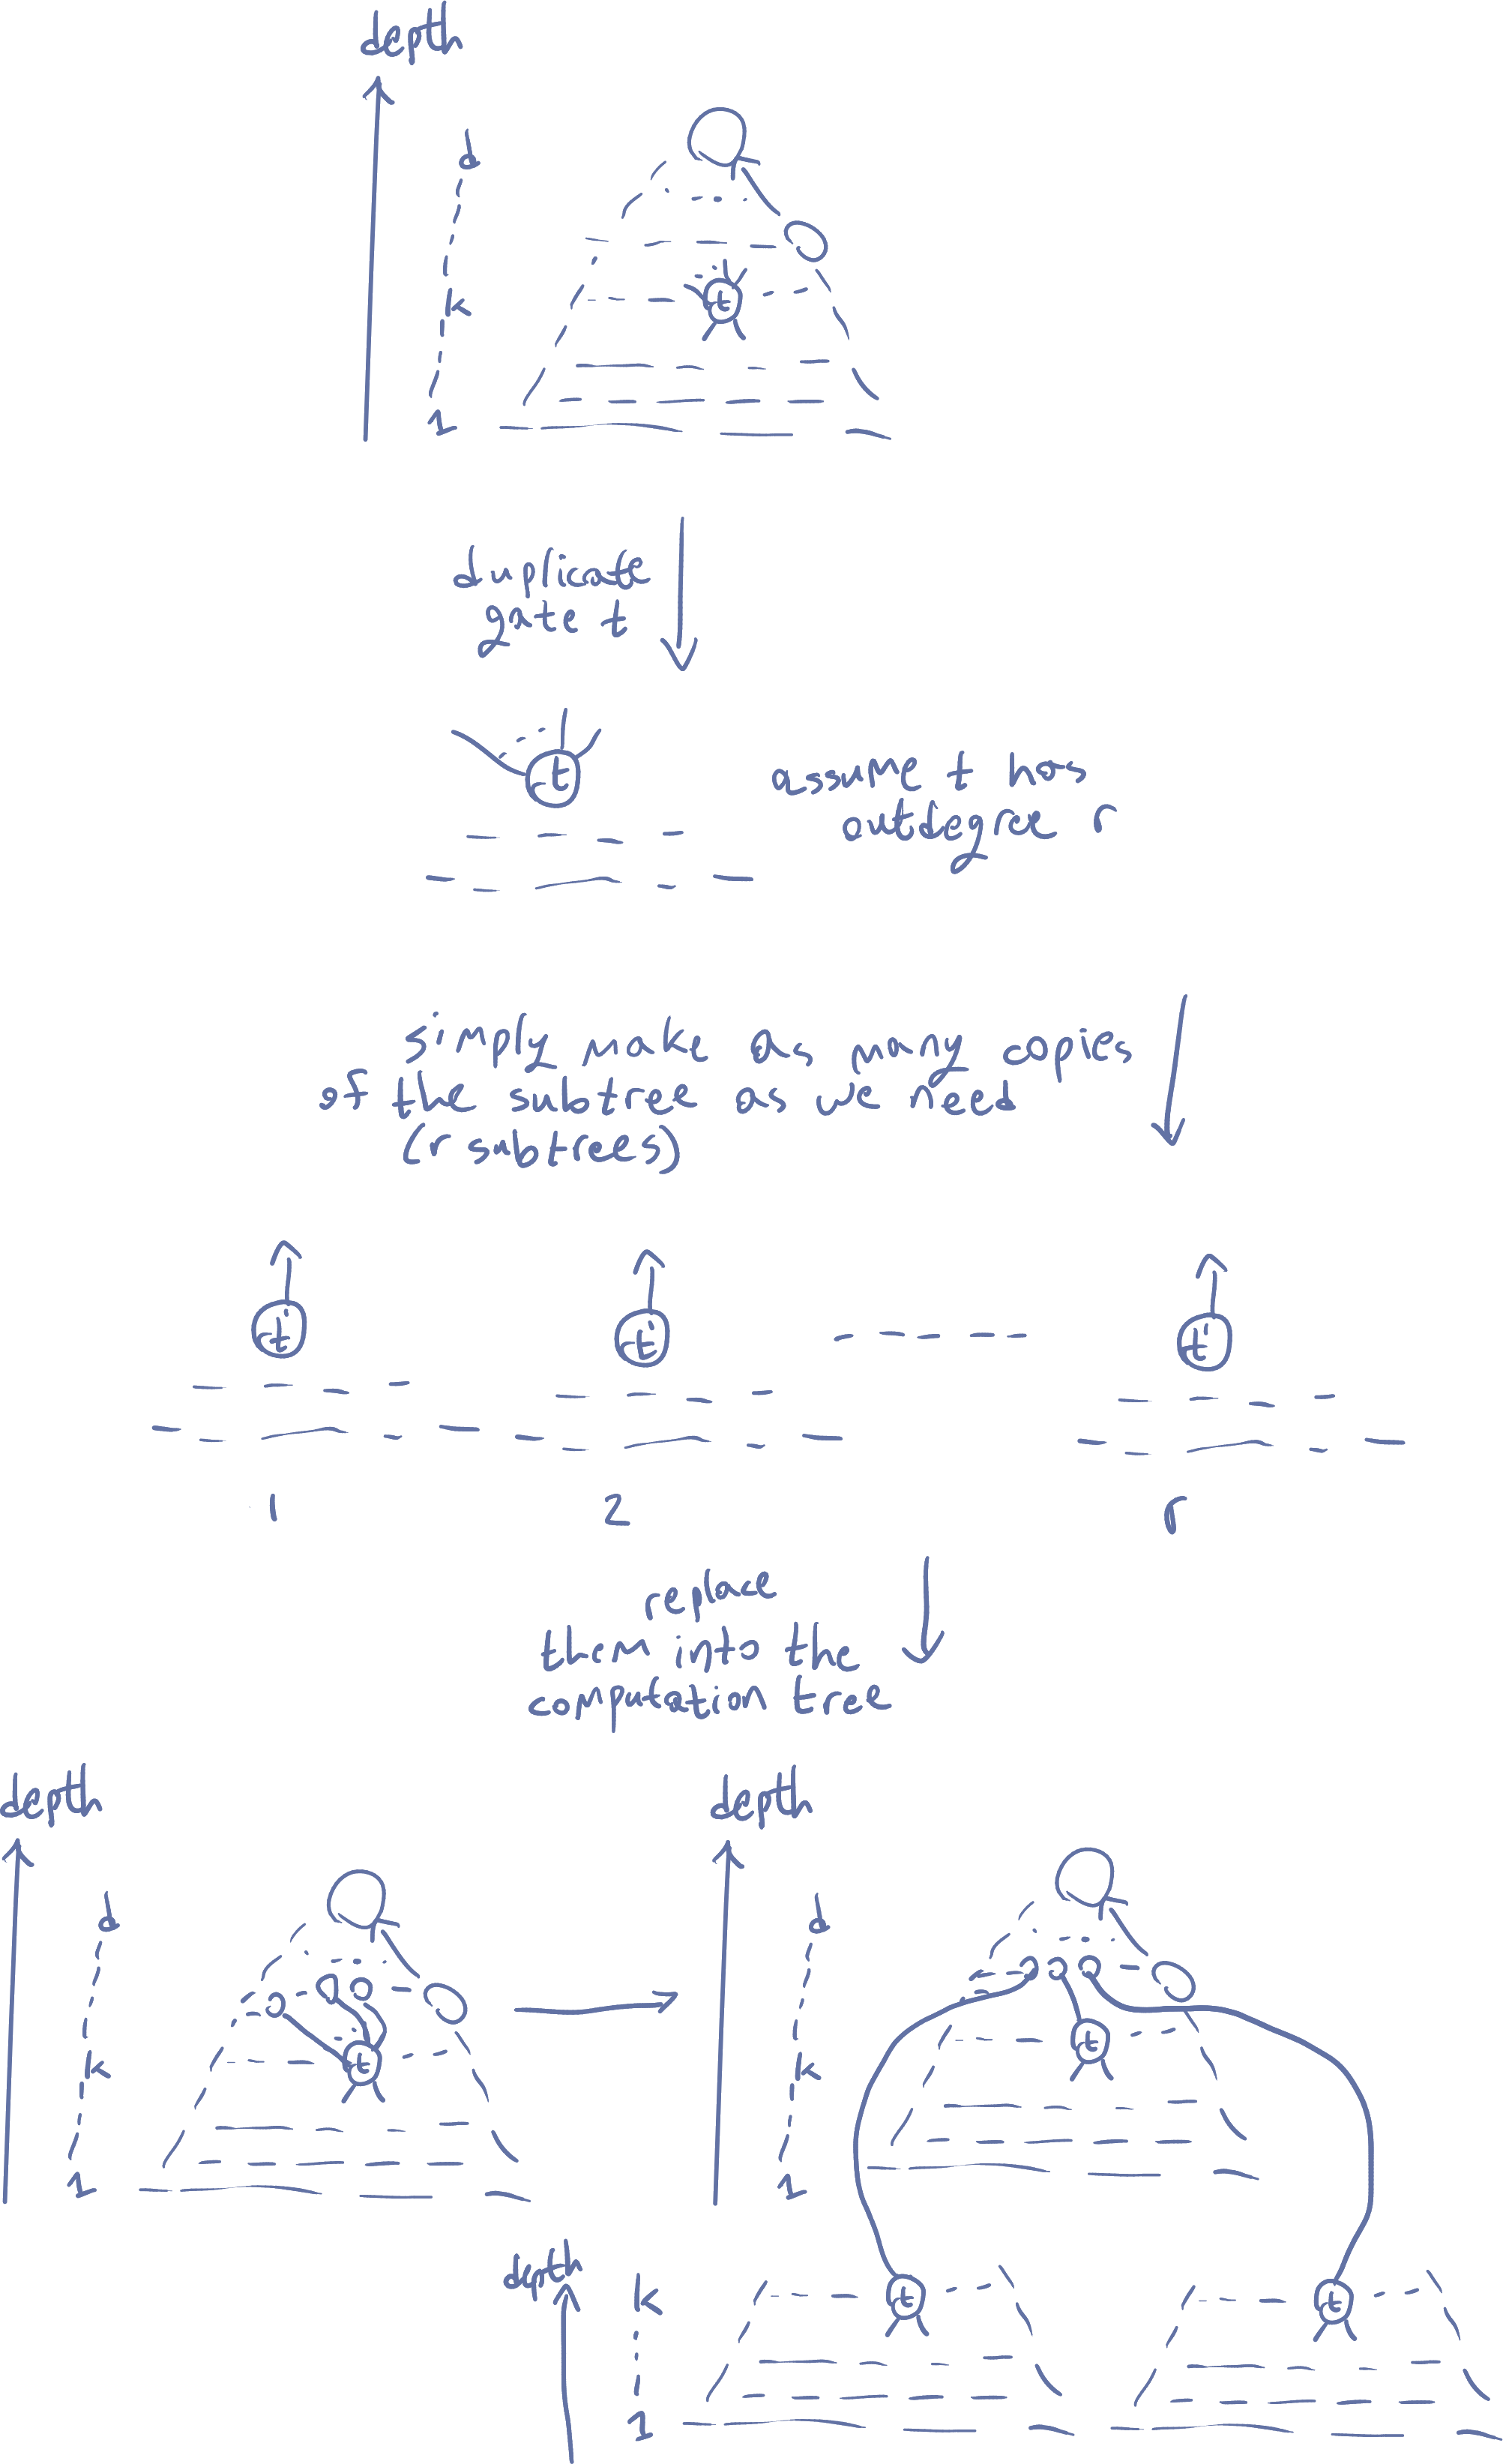 depth
d
k
1
t
duplicate
gate t
t
assume t has
outdegree r
simply make as many copies
of the subtree as we need
(r subtrees)
t t t
1 2 r
replace
them into the
computation tree
depth depth
d d
k k
t t
1 1
depth
k
t t
1